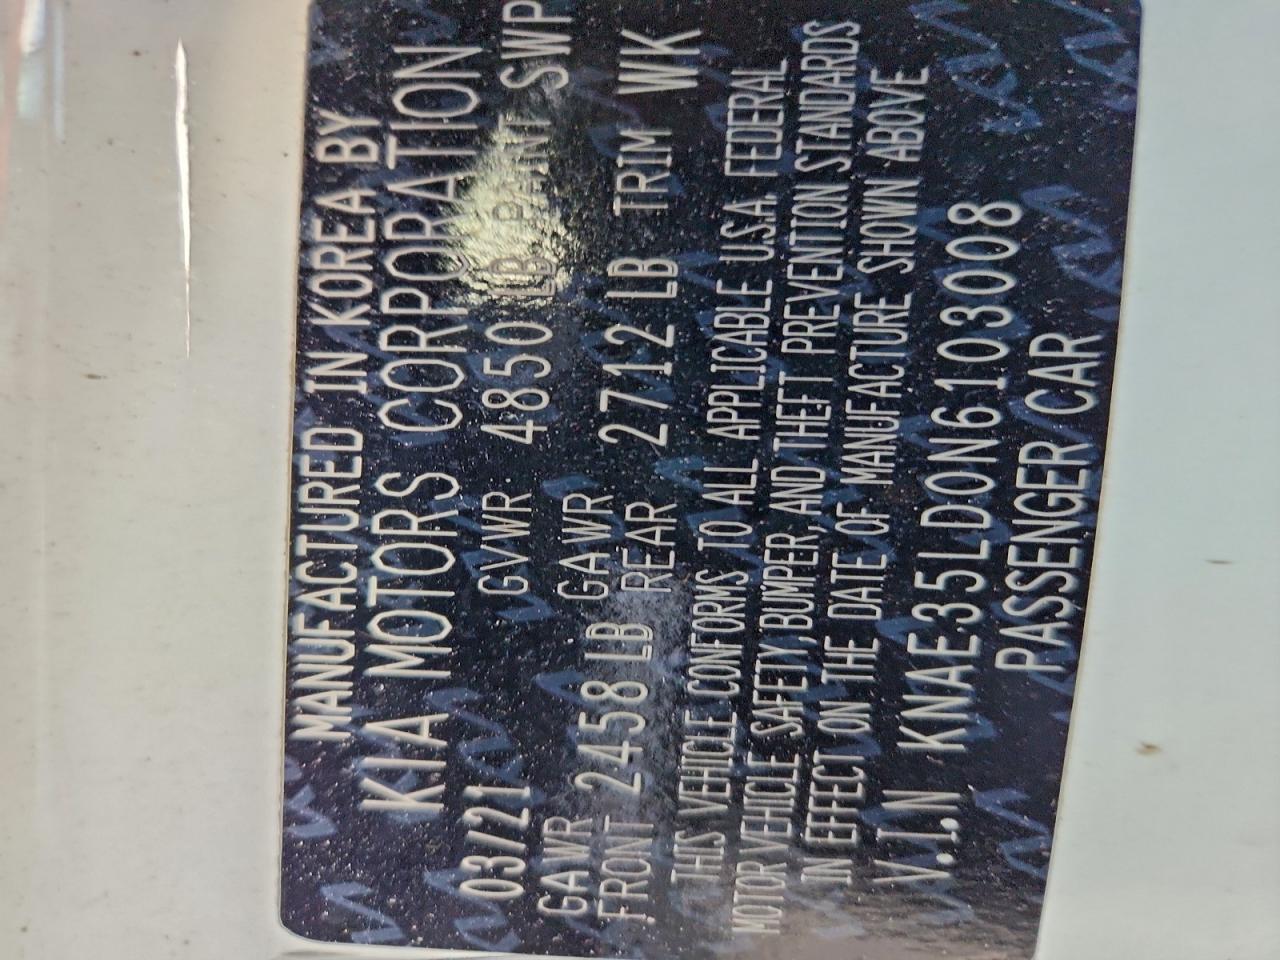 MANUFACTURED IN KOREA BY
KIA MOTORS CORPORATION
03/21 GVWR 4850 LB PAINT SWP
GAWR GAWR
FRONT 2458 LB REAR 2712 LB TRIM WK
THIS VEHICLE CONFORMS TO ALL APPLICABLE U.S.A. FEDERAL
MOTOR VEHICLE SAFETY, BUMPER, AND THEFT PREVENTION STANDARDS
IN EFFECT ON THE DATE OF MANUFACTURE SHOWN ABOVE
V.I.N KNAE35LD0N6103008
PASSENGER CAR